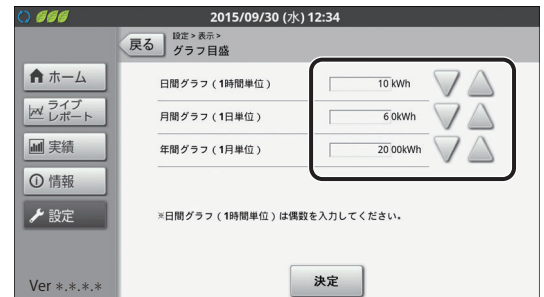 2015/09/30 (水) 12:34
戻る
設定>表示>
グラフ目盛
ホーム
ライブ
レポート
実績
情報
設定
Ver *.*.*.*
日間グラフ(1時間単位)
10 kWh
月間グラフ(1日単位)
6 0kWh
年間グラフ(1月単位)
20 00kWh
※日間グラフ(1時間単位)は偶数を入力してください。
決定